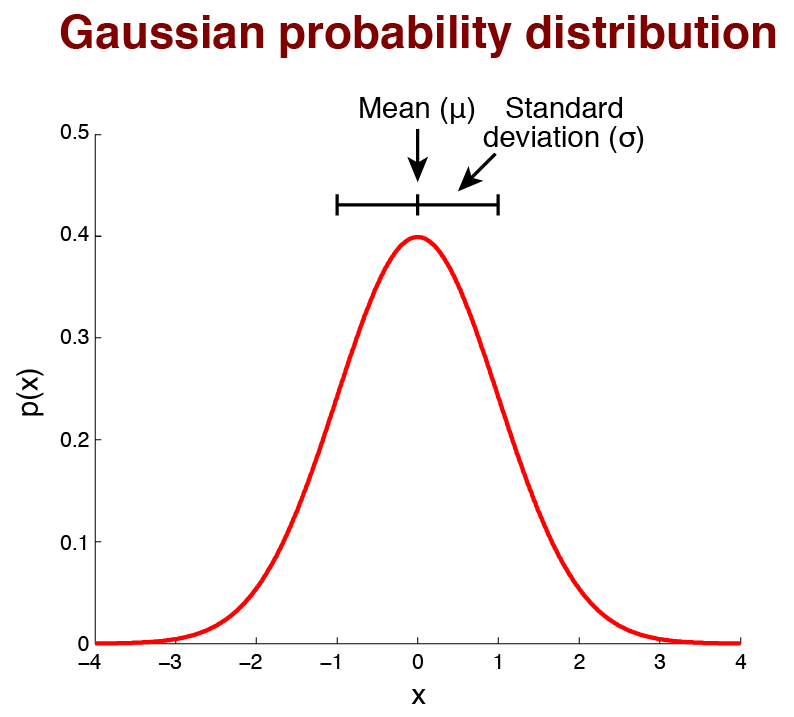 Gaussian probability distribution
Mean (μ)
Standard
deviation (σ)
0.5
0.4
0.3
0.2
0.1
0
p(x)
−4 −3 −2 −1 0 1 2 3 4
x